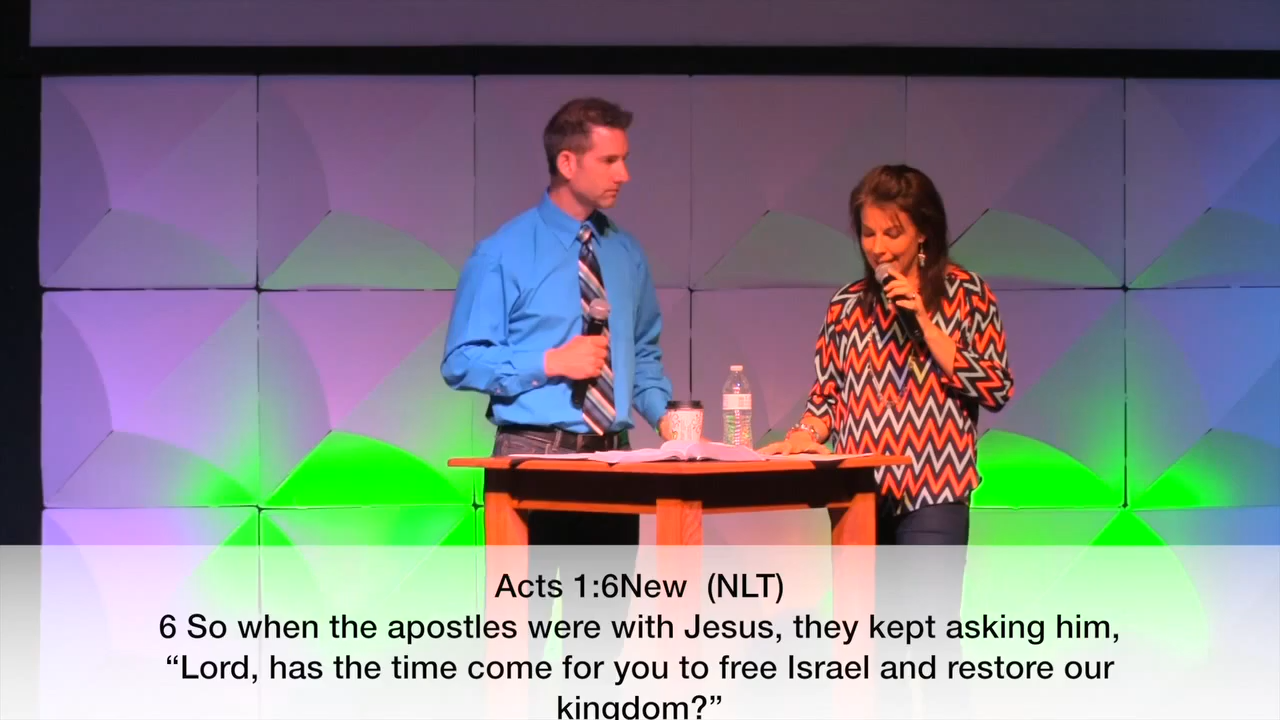 Acts 1:6New  (NLT)
6 So when the apostles were with Jesus, they kept asking him,
“Lord, has the time come for you to free Israel and restore our
kingdom?”